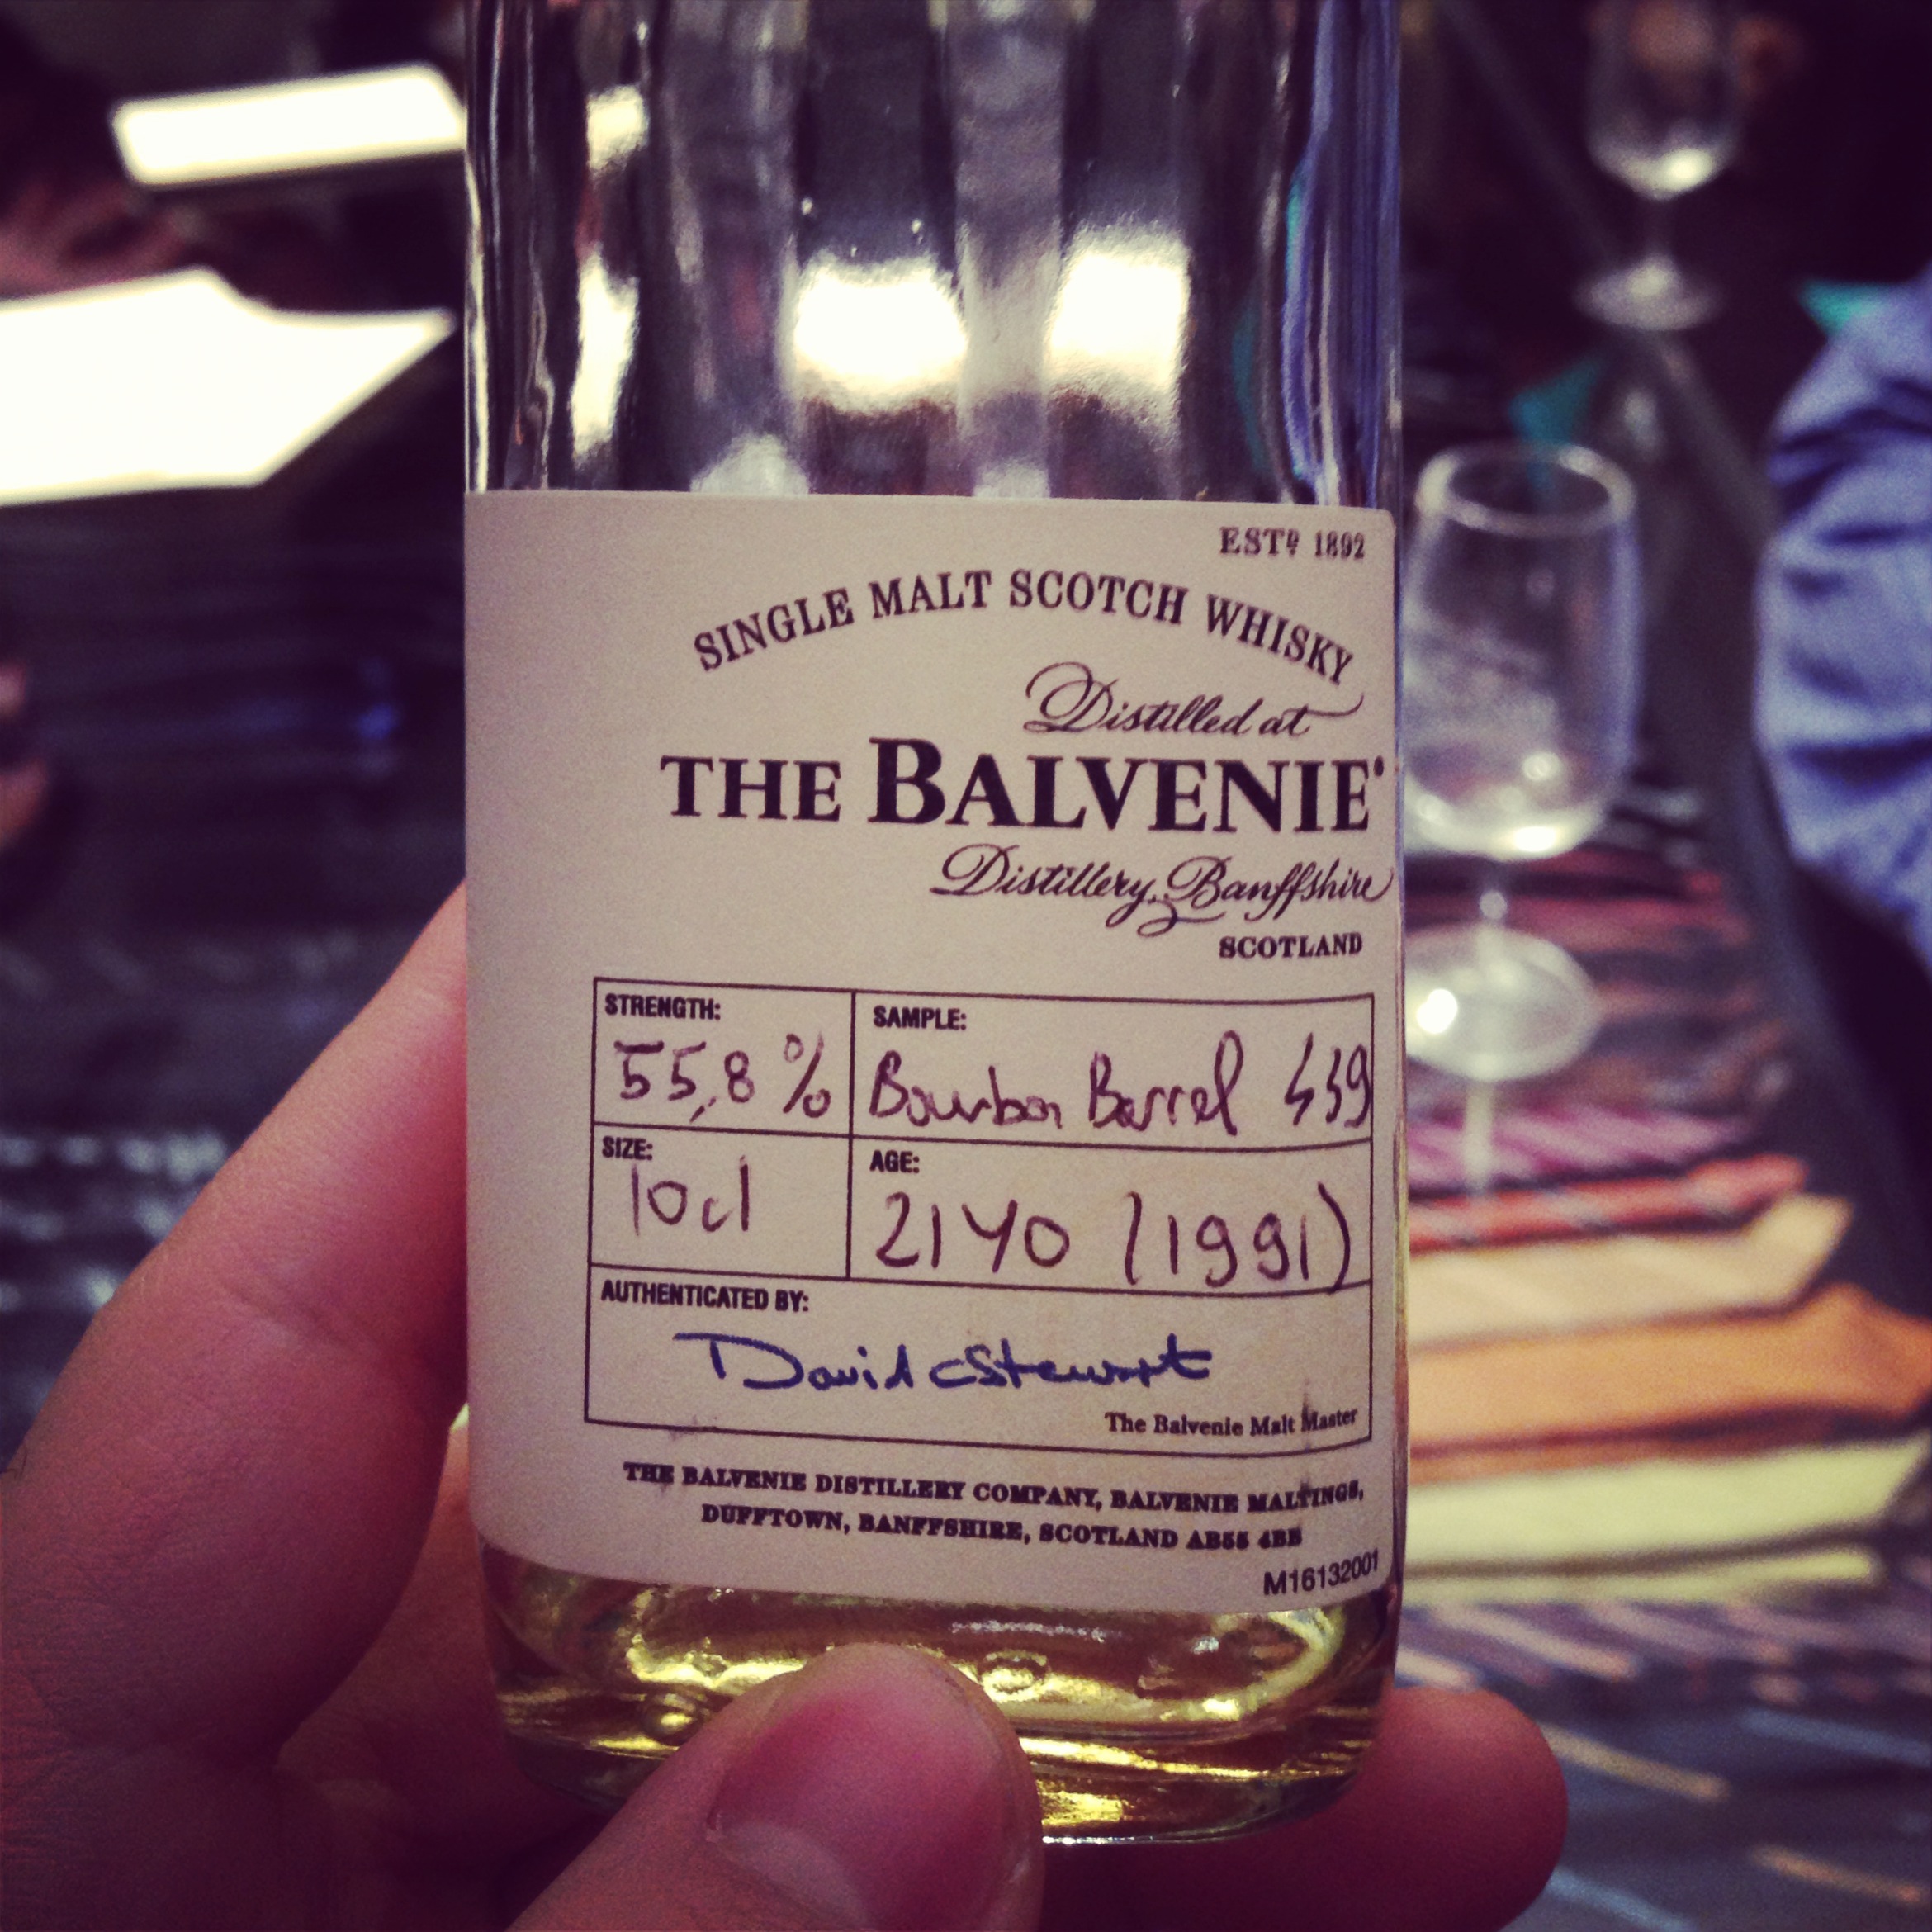 ESTD 1892
SINGLE MALT SCOTCH WHISKY
Distilled at
THE BALVENIE®
Distillery, Banffshire
SCOTLAND
STRENGTH:
55,8 %
SAMPLE:
Bourbon Barrel
SIZE:
10cl
AGE:
21YO (1991)
AUTHENTICATED BY:
David C Stewart
The Balvenie Malt Master
THE BALVENIE DISTILLERY COMPANY, BALVENIE MALTINGS,
DUFFTOWN, BANFFSHIRE, SCOTLAND AB55 4BB
M16132001